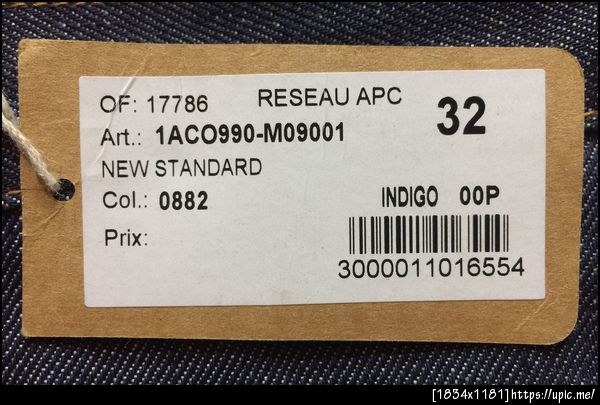 OF: 17786 RESEAU APC
32
Art.: 1ACO990-M09001
NEW STANDARD
Col.: 0882 INDIGO 00P
Prix:
3000011016554
[1834x1181]https://upic.me/